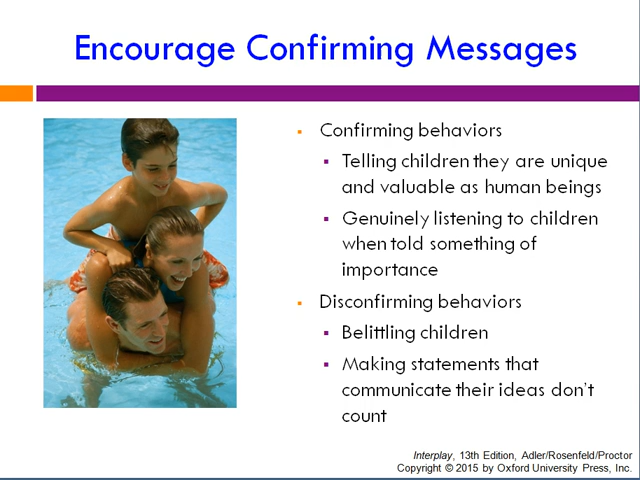 Encourage Confirming Messages
Confirming behaviors
Telling children they are unique
and valuable as human beings
Genuinely listening to children
when told something of
importance
Disconfirming behaviors
Belittling children
Making statements that
communicate their ideas don't
count
Interplay, 13th Edition, Adler/Rosenfeld/Proctor
Copyright © 2015 by Oxford University Press, Inc.